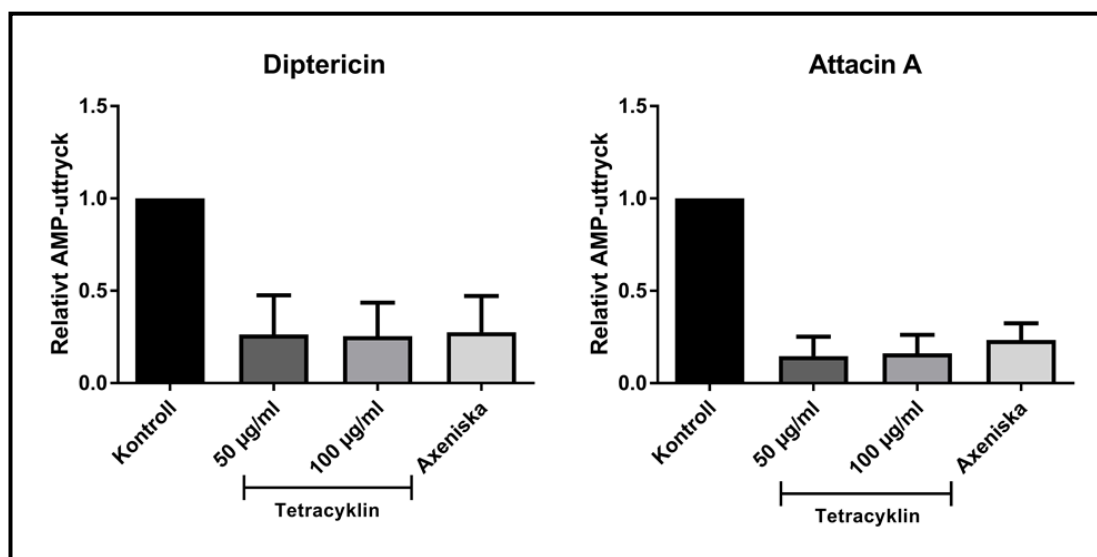 Diptericin
Relativt AMP-uttryck
1.5
1.0
0.5
0.0
Kontroll
50 µg/ml
100 µg/ml
Axeniska
Tetracyklin
Attacin A
Relativt AMP-uttryck
1.5
1.0
0.5
0.0
Kontroll
50 µg/ml
100 µg/ml
Axeniska
Tetracyklin